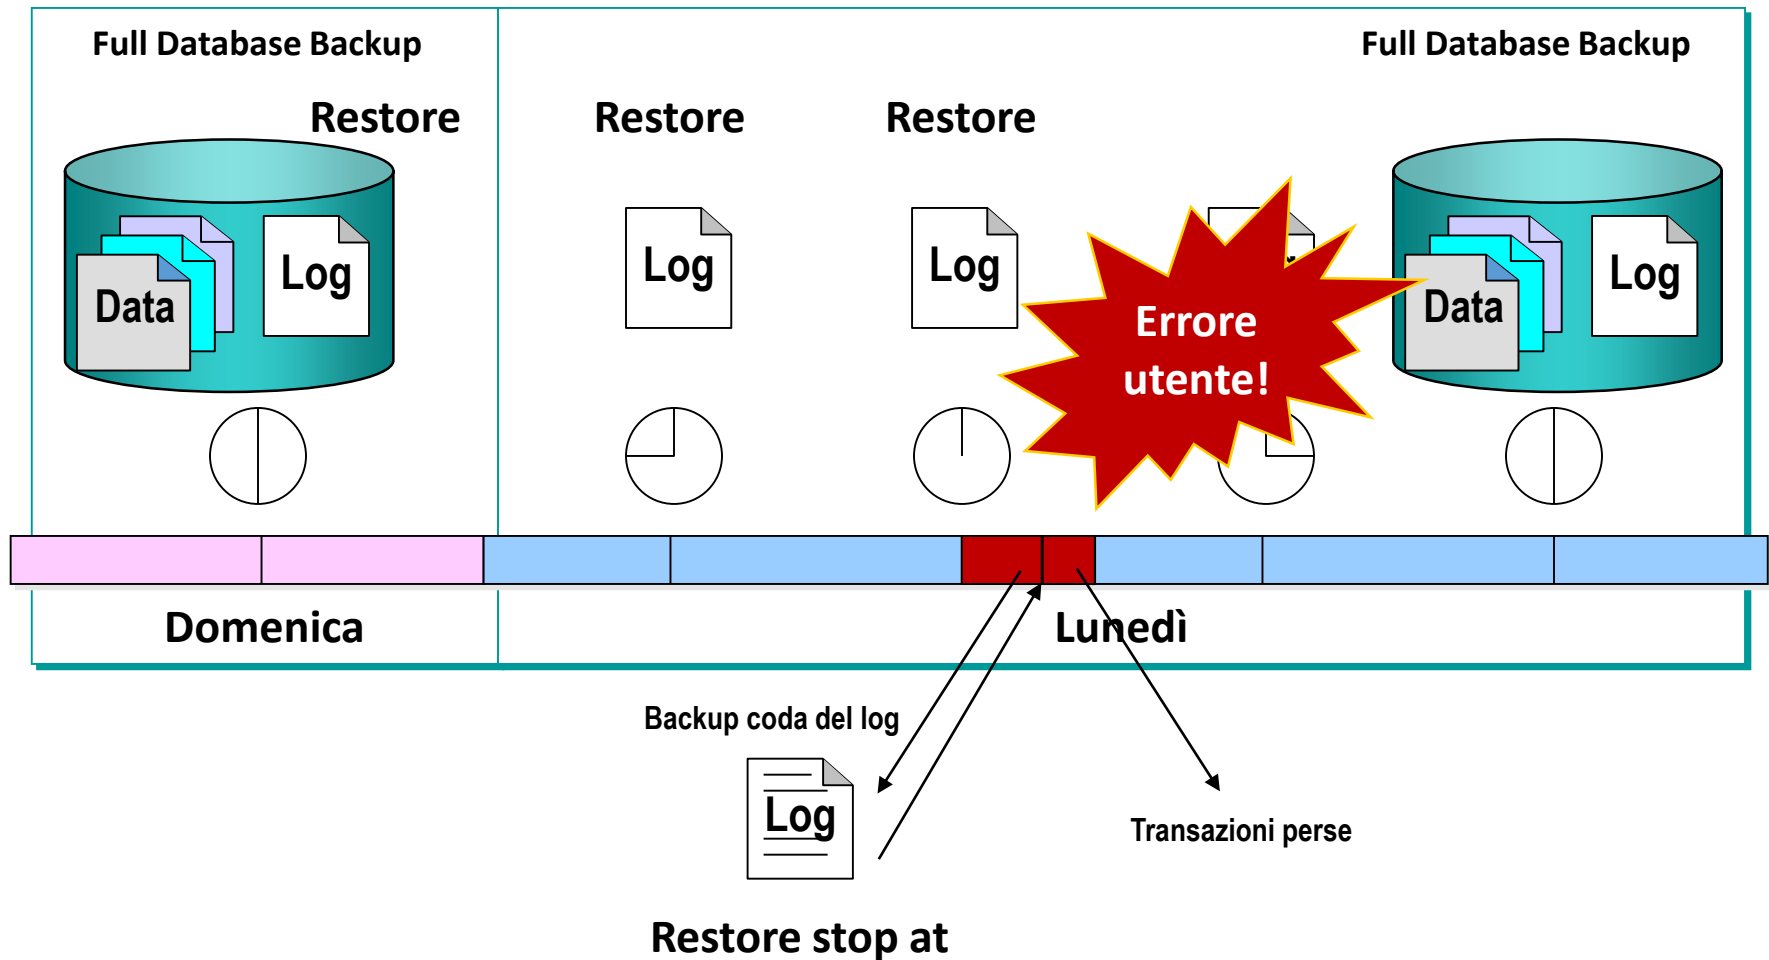 Full Database Backup
Full Database Backup
Restore
Restore
Restore
Data
Log
Log
Log
Errore
utente!
Data
Log
Domenica
Lunedì
Backup coda del log
Log
Transazioni perse
Restore stop at